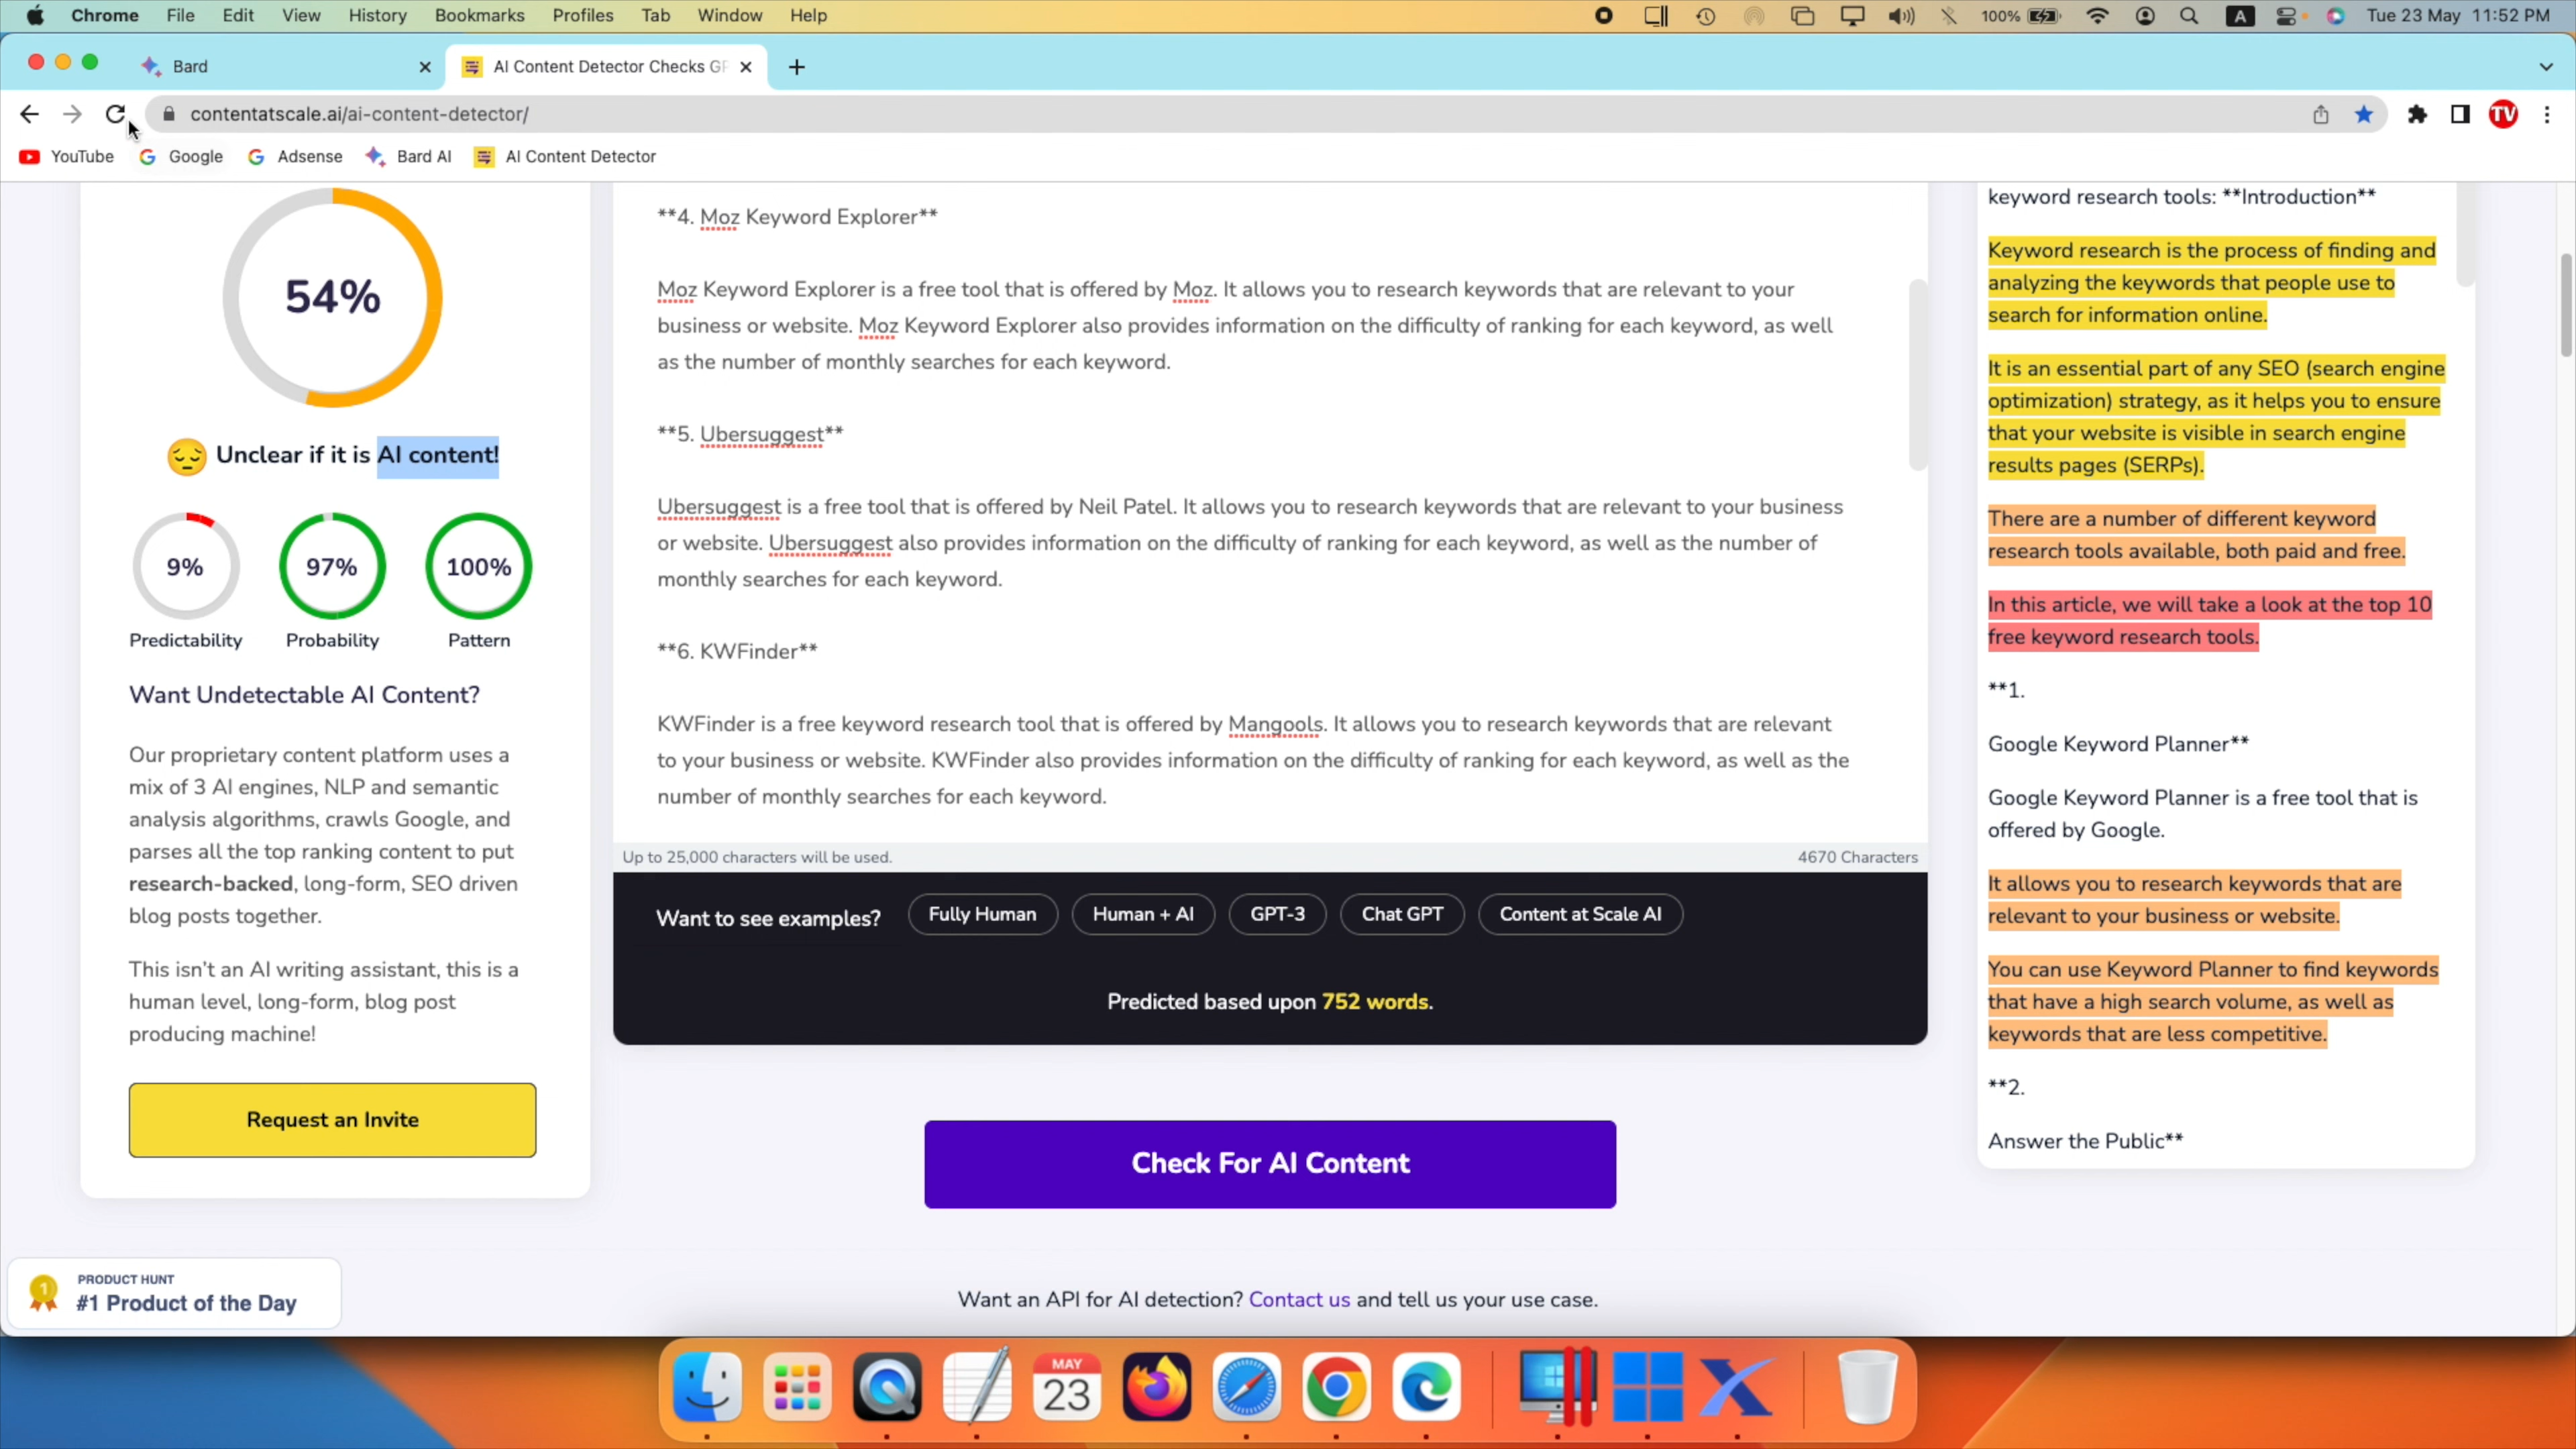 Chrome File Edit View History Bookmarks Profiles Tab Window Help
A
100%
Tue 23 May 11:52 PM
Bard
AI Content Detector Checks GP
contentatscale.ai/ai-content-detector/
TV
YouTube Google Adsense Bard AI AI Content Detector
54%
Unclear if it is AI content!
9% 97% 100%
Predictability Probability Pattern
Want Undetectable AI Content?
Our proprietary content platform uses a
mix of 3 AI engines, NLP and semantic
analysis algorithms, crawls Google, and
parses all the top ranking content to put
research-backed, long-form, SEO driven
blog posts together.
This isn't an AI writing assistant, this is a
human level, long-form, blog post
producing machine!
Request an Invite
PRODUCT HUNT
1
#1 Product of the Day
**4. Moz Keyword Explorer**
Moz Keyword Explorer is a free tool that is offered by Moz. It allows you to research keywords that are relevant to your
business or website. Moz Keyword Explorer also provides information on the difficulty of ranking for each keyword, as well
as the number of monthly searches for each keyword.
**5. Ubersuggest**
Ubersuggest is a free tool that is offered by Neil Patel. It allows you to research keywords that are relevant to your business
or website. Ubersuggest also provides information on the difficulty of ranking for each keyword, as well as the number of
monthly searches for each keyword.
**6. KWFinder**
KWFinder is a free keyword research tool that is offered by Mangools. It allows you to research keywords that are relevant
to your business or website. KWFinder also provides information on the difficulty of ranking for each keyword, as well as the
number of monthly searches for each keyword.
Up to 25,000 characters will be used.
4670 Characters
Want to see examples?
Fully Human Human + AI GPT-3 Chat GPT Content at Scale AI
Predicted based upon 752 words.
Check For AI Content
Want an API for AI detection? Contact us and tell us your use case.
keyword research tools: **Introduction**
Keyword research is the process of finding and
analyzing the keywords that people use to
search for information online.
It is an essential part of any SEO (search engine
optimization) strategy, as it helps you to ensure
that your website is visible in search engine
results pages (SERPs).
There are a number of different keyword
research tools available, both paid and free.
In this article, we will take a look at the top 10
free keyword research tools.
**1.
Google Keyword Planner**
Google Keyword Planner is a free tool that is
offered by Google.
It allows you to research keywords that are
relevant to your business or website.
You can use Keyword Planner to find keywords
that have a high search volume, as well as
keywords that are less competitive.
**2.
Answer the Public**
MAY
23